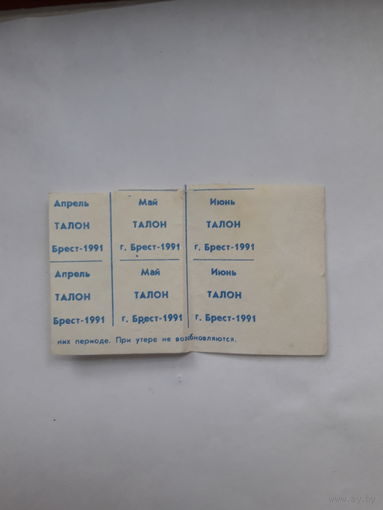 Апрель Май Июнь
ТАЛОН ТАЛОН ТАЛОН
Брест-1991 г. Брест-1991 г. Брест-1991
Апрель Май Июнь
ТАЛОН ТАЛОН ТАЛОН
Брест-1991 г. Брест-1991 г. Брест-1991
них периоде. При утере не возобновляются.